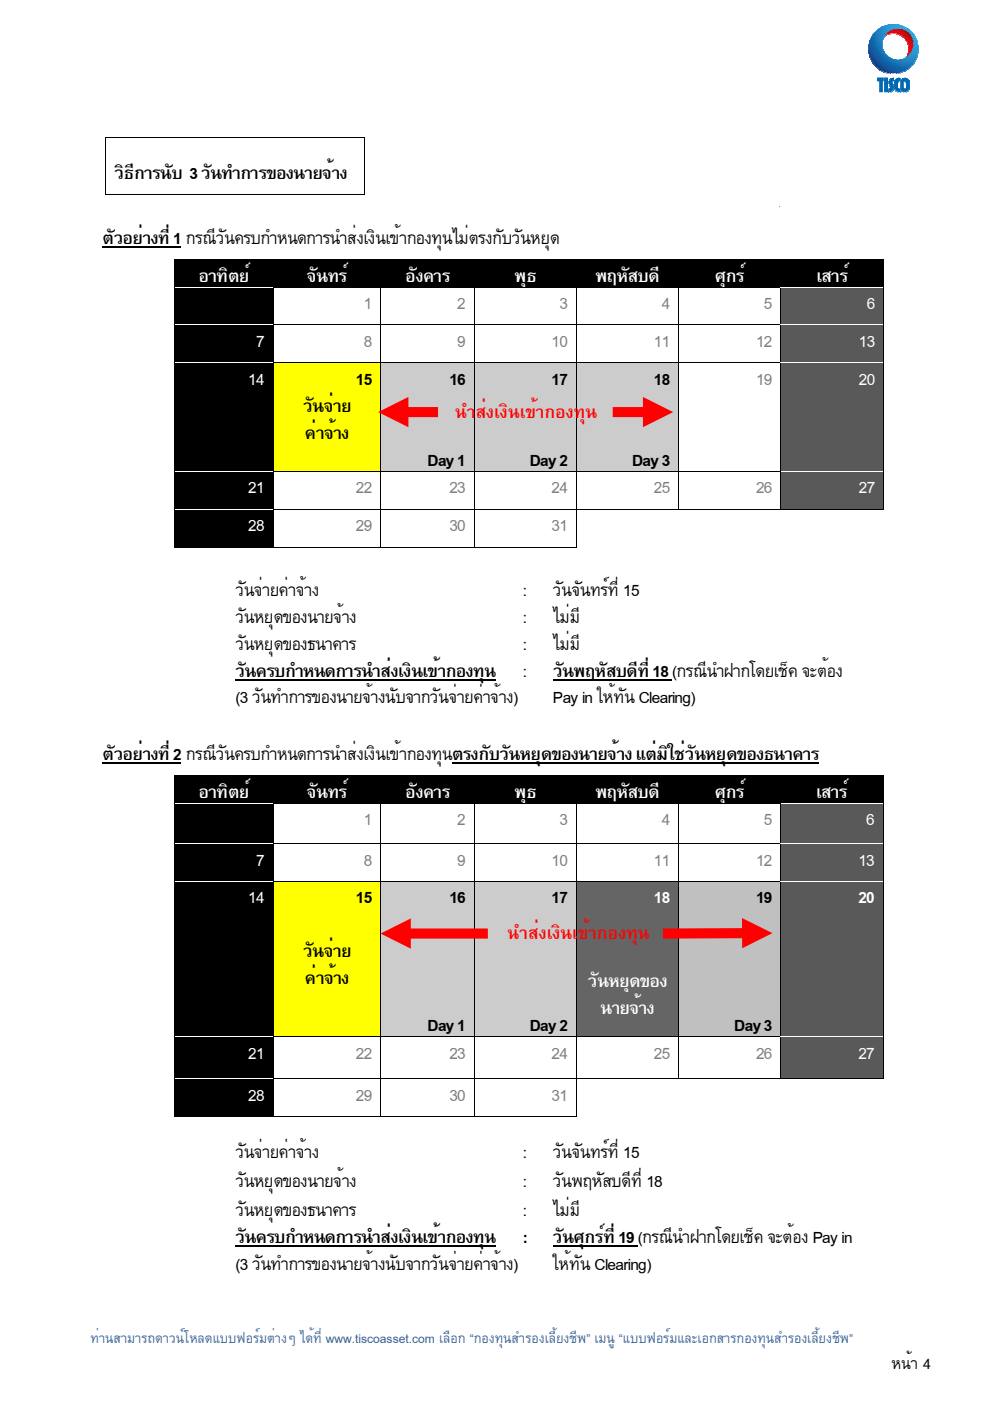 TISCO
วิธีการนับ 3 วันทำการของนายจ้าง
ตัวอย่างที่ 1 กรณีวันครบกำหนดการนำส่งเงินเข้ากองทุนไม่ตรงกับวันหยุด
อาทิตย์ จันทร์ อังคาร พุธ พฤหัสบดี ศุกร์ เสาร์
1 2 3 4 5 6
7 8 9 10 11 12 13
14 15 16 17 18 19 20
วันจ่าย
ค่าจ้าง
นำส่งเงินเข้ากองทุน
Day 1 Day 2 Day 3
21 22 23 24 25 26 27
28 29 30 31
วันจ่ายค่าจ้าง : วันจันทร์ที่ 15
วันหยุดของนายจ้าง : ไม่มี
วันหยุดของธนาคาร : ไม่มี
วันครบกำหนดการนำส่งเงินเข้ากองทุน : วันพฤหัสบดีที่ 18 (กรณีนำฝากโดยเช็ค จะต้อง
(3 วันทำการของนายจ้างนับจากวันจ่ายค่าจ้าง) Pay in ให้ทัน Clearing)
ตัวอย่างที่ 2 กรณีวันครบกำหนดการนำส่งเงินเข้ากองทุนตรงกับวันหยุดของนายจ้าง แต่มิใช่วันหยุดของธนาคาร
อาทิตย์ จันทร์ อังคาร พุธ พฤหัสบดี ศุกร์ เสาร์
1 2 3 4 5 6
7 8 9 10 11 12 13
14 15 16 17 18 19 20
นำส่งเงินเข้ากองทุน
วันจ่าย
ค่าจ้าง
วันหยุดของ
นายจ้าง
Day 1 Day 2 Day 3
21 22 23 24 25 26 27
28 29 30 31
วันจ่ายค่าจ้าง : วันจันทร์ที่ 15
วันหยุดของนายจ้าง : วันพฤหัสบดีที่ 18
วันหยุดของธนาคาร : ไม่มี
วันครบกำหนดการนำส่งเงินเข้ากองทุน : วันศุกร์ที่ 19 (กรณีนำฝากโดยเช็ค จะต้อง Pay in
(3 วันทำการของนายจ้างนับจากวันจ่ายค่าจ้าง) ให้ทัน Clearing)
ท่านสามารถดาวน์โหลดแบบฟอร์มต่างๆ ได้ที่ www.tiscoasset.com เลือก “กองทุนสำรองเลี้ยงชีพ” เมนู “แบบฟอร์มและเอกสารกองทุนสำรองเลี้ยงชีพ”
หน้า 4